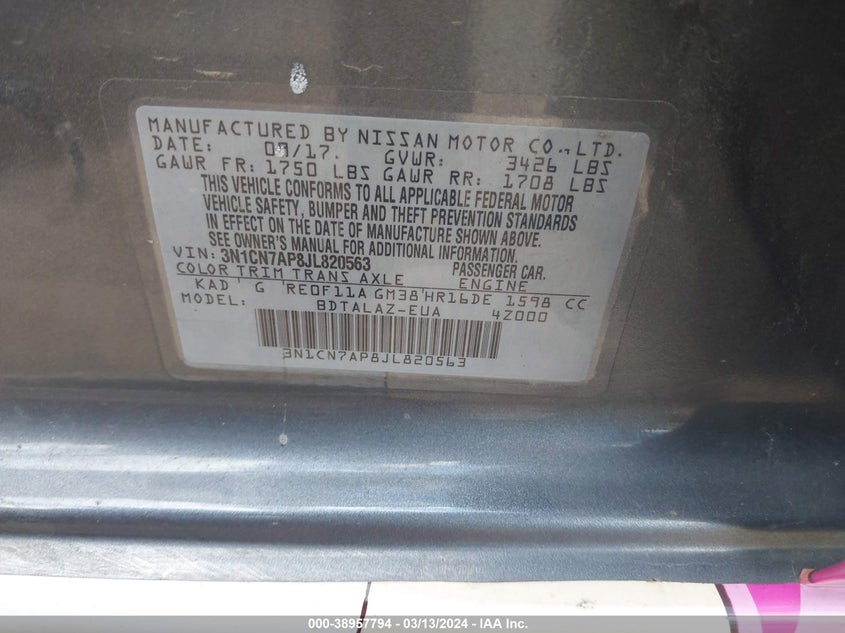 MANUFACTURED BY NISSAN MOTOR CO.,LTD.
DATE: /17. GVWR: 3426 LBS
GAWR FR: 1750 LBS GAWR RR: 1708 LBS
THIS VEHICLE CONFORMS TO ALL APPLICABLE FEDERAL MOTOR
VEHICLE SAFETY, BUMPER AND THEFT PREVENTION STANDARDS
IN EFFECT ON THE DATE OF MANUFACTURE SHOWN ABOVE.
SEE OWNER'S MANUAL FOR ADDITIONAL INFORMATION.
VIN: 3N1CN7AP8JL820563 PASSENGER CAR.
COLOR TRIM TRANS AXLE ENGINE
KAD G RE0F11A GM38 HR16DE 1598 CC
MODEL: BDTALAZ-EUA 4Z000
3N1CN7AP8JL820563
000-38957794 — 03/13/2024 — IAA Inc.